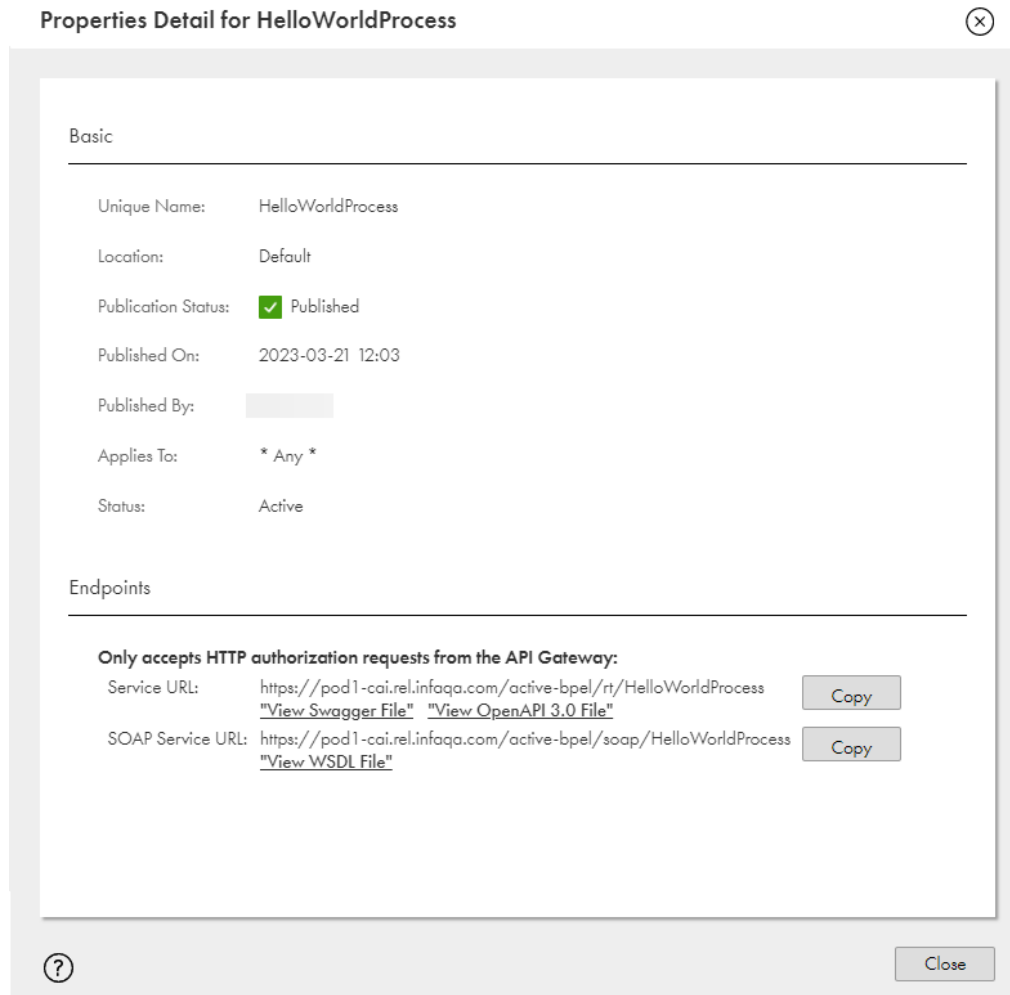 Properties Detail for HelloWorldProcess
Basic
Unique Name: HelloWorldProcess
Location: Default
Publication Status: Published
Published On: 2023-03-21 12:03
Published By:
Applies To: * Any *
Status: Active
Endpoints
Only accepts HTTP authorization requests from the API Gateway:
Service URL: https://pod1-cai.rel.infaqa.com/active-bpel/rt/HelloWorldProcess Copy
"View Swagger File" "View OpenAPI 3.0 File"
SOAP Service URL: https://pod1-cai.rel.infaqa.com/active-bpel/soap/HelloWorldProcess Copy
"View WSDL File"
? Close